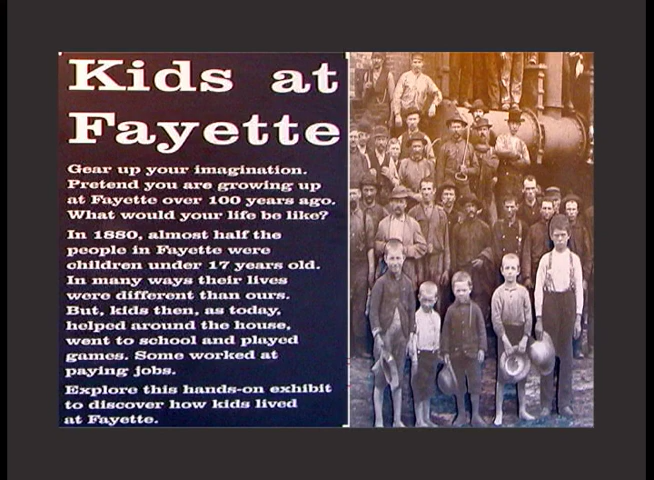 Kids at
Fayette
Gear up your imagination.
Pretend you are growing up
at Fayette over 100 years ago.
What would your life be like?
In 1880, almost half the
people in Fayette were
children under 17 years old.
In many ways their lives
were different than ours.
But, kids then, as today,
helped around the house,
went to school and played
games. Some worked at
paying jobs.
Explore this hands-on exhibit
to discover how kids lived
at Fayette.